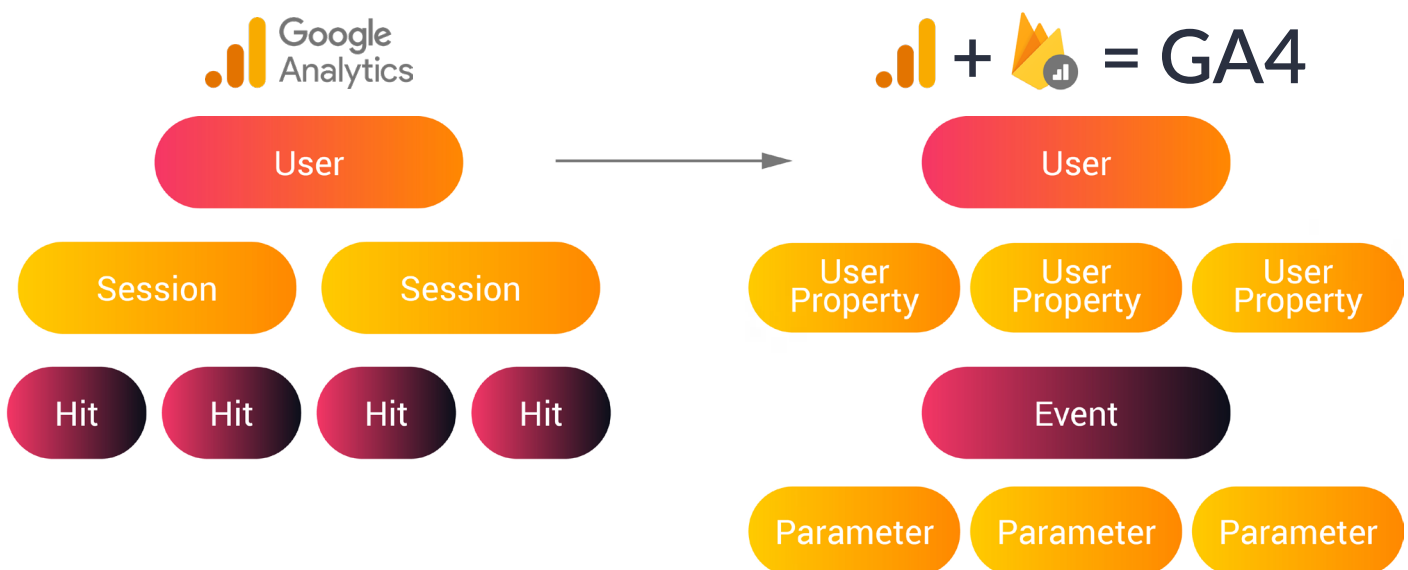 Google
Analytics
+ = GA4
User
User
Session
Session
User
Property
User
Property
User
Property
Hit
Hit
Hit
Hit
Event
Parameter
Parameter
Parameter